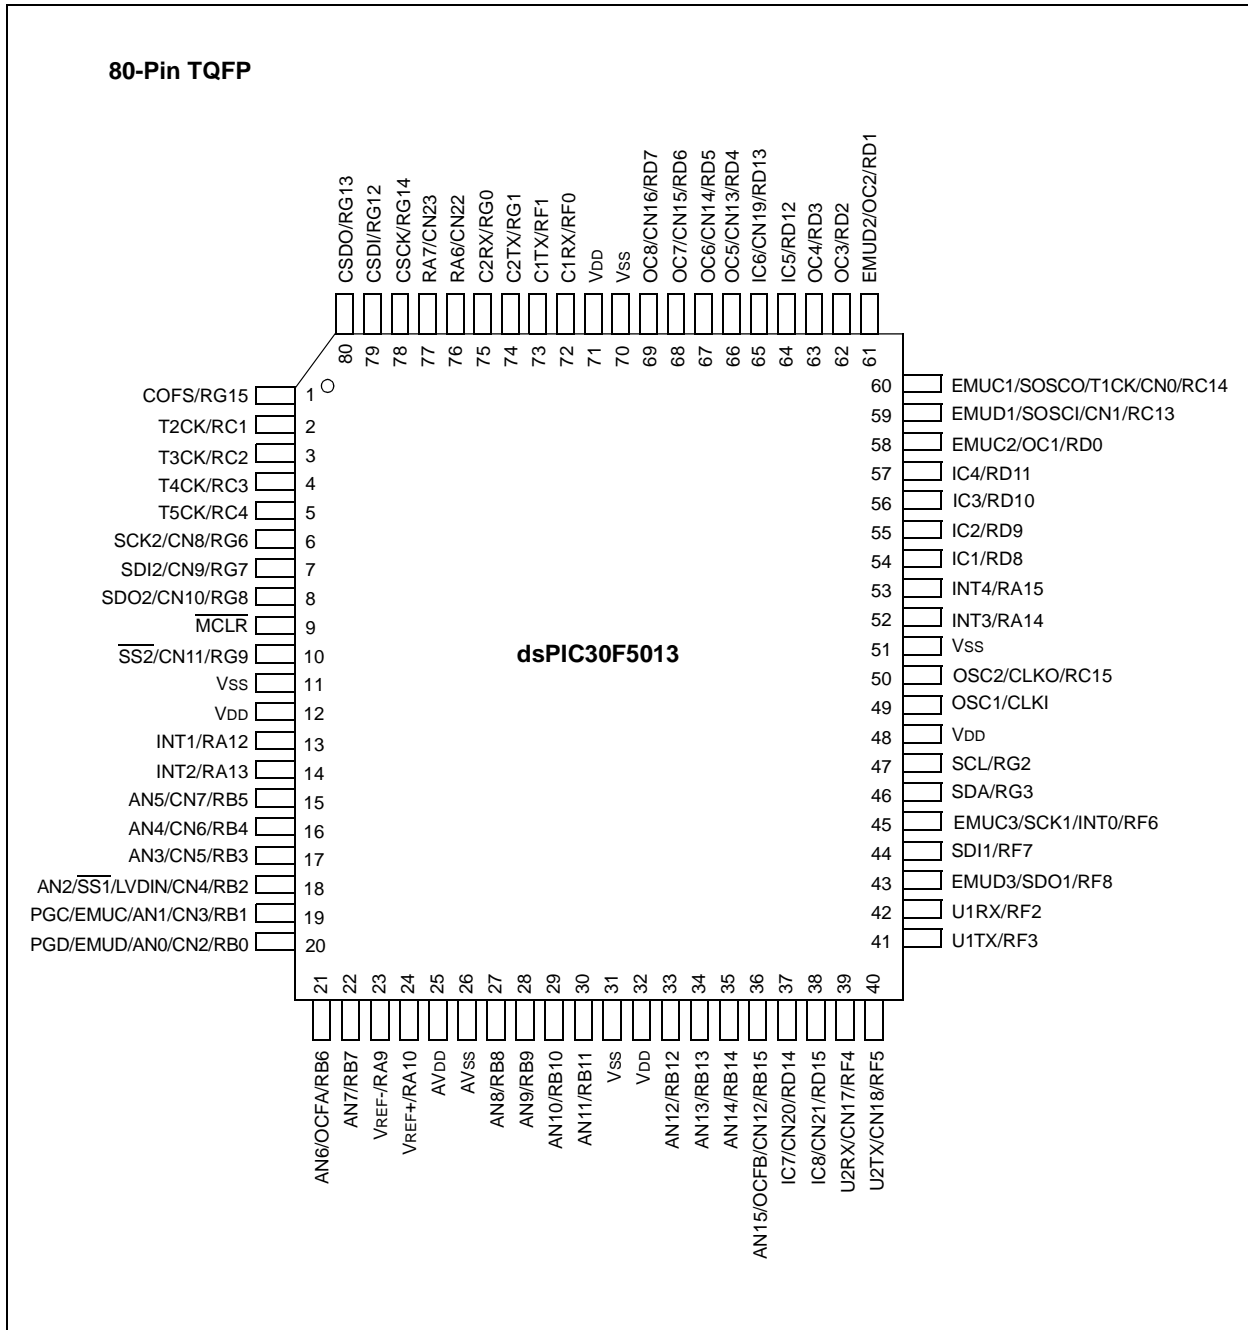 80-Pin TQFP
CSDO/RG13
CSDI/RG12
CSCK/RG14
RA7/CN23
RA6/CN22
C2RX/RG0
C2TX/RG1
C1TX/RF1
C1RX/RF0
VDD
VSS
OC8/CN16/RD7
OC7/CN15/RD6
OC6/CN14/RD5
OC5/CN13/RD4
IC6/CN19/RD13
IC5/RD12
OC4/RD3
OC3/RD2
EMUD2/OC2/RD1
80 79 78 77 76 75 74 73 72 71 70 69 68 67 66 65 64 63 62 61
COFS/RG15 1
T2CK/RC1 2
T3CK/RC2 3
T4CK/RC3 4
T5CK/RC4 5
SCK2/CN8/RG6 6
SDI2/CN9/RG7 7
SDO2/CN10/RG8 8
MCLR 9
SS2/CN11/RG9 10
VSS 11
VDD 12
INT1/RA12 13
INT2/RA13 14
AN5/CN7/RB5 15
AN4/CN6/RB4 16
AN3/CN5/RB3 17
AN2/SS1/LVDIN/CN4/RB2 18
PGC/EMUC/AN1/CN3/RB1 19
PGD/EMUD/AN0/CN2/RB0 20
dsPIC30F5013
60 EMUC1/SOSCO/T1CK/CN0/RC14
59 EMUD1/SOSCI/CN1/RC13
58 EMUC2/OC1/RD0
57 IC4/RD11
56 IC3/RD10
55 IC2/RD9
54 IC1/RD8
53 INT4/RA15
52 INT3/RA14
51 VSS
50 OSC2/CLKO/RC15
49 OSC1/CLKI
48 VDD
47 SCL/RG2
46 SDA/RG3
45 EMUC3/SCK1/INT0/RF6
44 SDI1/RF7
43 EMUD3/SDO1/RF8
42 U1RX/RF2
41 U1TX/RF3
21 22 23 24 25 26 27 28 29 30 31 32 33 34 35 36 37 38 39 40
AN6/OCFA/RB6
AN7/RB7
VREF-/RA9
VREF+/RA10
AVDD
AVSS
AN8/RB8
AN9/RB9
AN10/RB10
AN11/RB11
VSS
VDD
AN12/RB12
AN13/RB13
AN14/RB14
AN15/OCFB/CN12/RB15
IC7/CN20/RD14
IC8/CN21/RD15
U2RX/CN17/RF4
U2TX/CN18/RF5